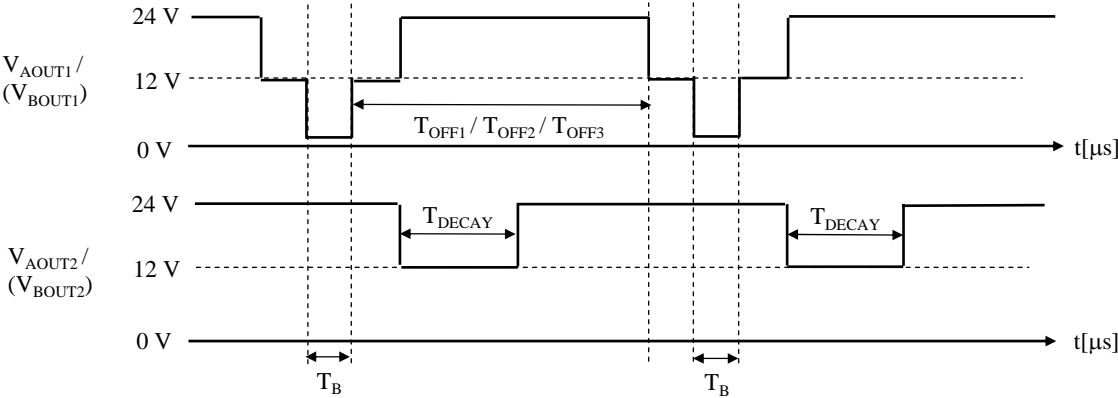 24 V
V_AOUT1 /
(V_BOUT1)
12 V
T_OFF1 / T_OFF2 / T_OFF3
0 V
t[μs]
24 V
T_DECAY
T_DECAY
V_AOUT2 /
(V_BOUT2)
12 V
0 V
t[μs]
T_B
T_B